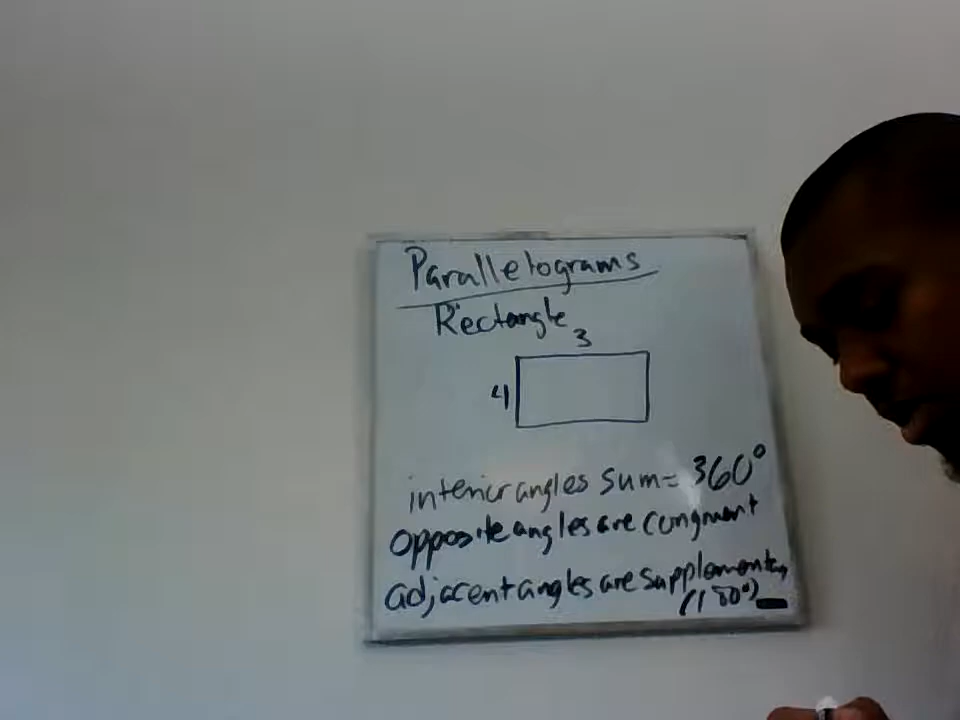 Parallelograms
Rectangle
3
4
interior angles sum = 360°
opposite angles are congruent
adjacent angles are supplementary
(180°)